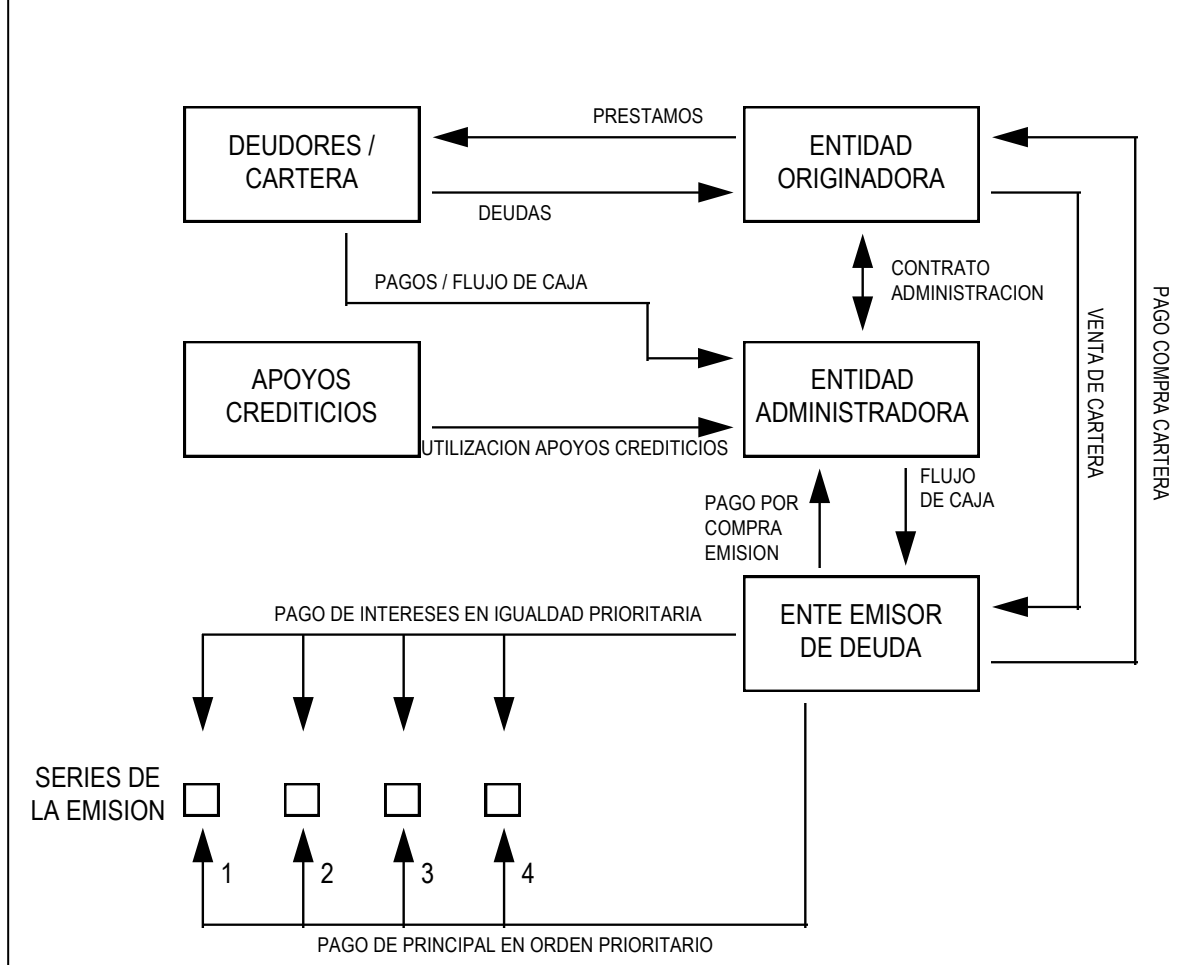 PRESTAMOS
DEUDORES /
CARTERA
ENTIDAD
ORIGINADORA
DEUDAS
PAGOS / FLUJO DE CAJA
CONTRATO
ADMINISTRACION
VENTA DE CARTERA
PAGO COMPRA CARTERA
APOYOS
CREDITICIOS
ENTIDAD
ADMINISTRADORA
UTILIZACION APOYOS CREDITICIOS
PAGO POR
COMPRA
EMISION
FLUJO
DE CAJA
PAGO DE INTERESES EN IGUALDAD PRIORITARIA
ENTE EMISOR
DE DEUDA
SERIES DE
LA EMISION
1
2
3
4
PAGO DE PRINCIPAL EN ORDEN PRIORITARIO